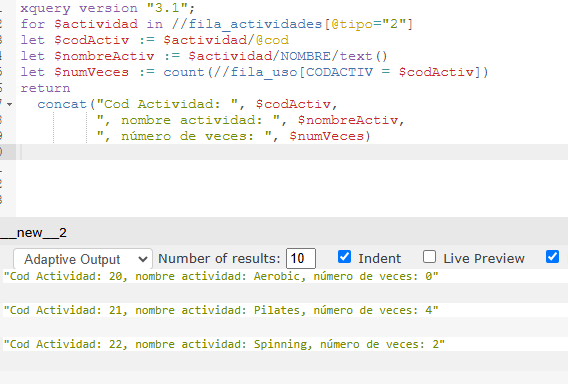 xquery version "3.1";
for $actividad in //fila_actividades[@tipo="2"]
let $codActiv := $actividad/@cod
let $nombreActiv := $actividad/NOMBRE/text()
let $numVeces := count(//fila_uso[CODACTIV = $codActiv])
return
concat("Cod Actividad: ", $codActiv,
", nombre actividad: ", $nombreActiv,
", número de veces: ", $numVeces)
__new__2
Adaptive Output Number of results: 10 Indent Live Preview
"Cod Actividad: 20, nombre actividad: Aerobic, número de veces: 0"
"Cod Actividad: 21, nombre actividad: Pilates, número de veces: 4"
"Cod Actividad: 22, nombre actividad: Spinning, número de veces: 2"